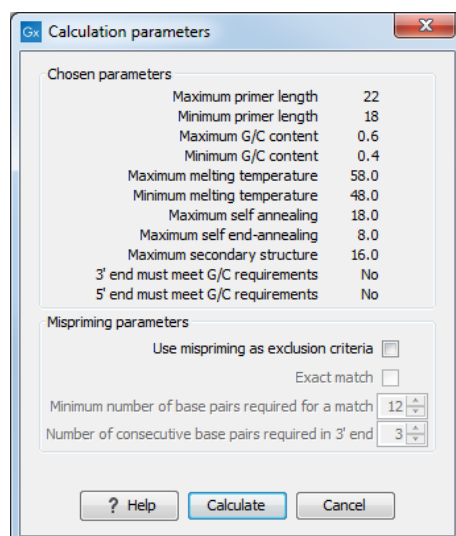 Gx Calculation parameters
Chosen parameters
Maximum primer length 22
Minimum primer length 18
Maximum G/C content 0.6
Minimum G/C content 0.4
Maximum melting temperature 58.0
Minimum melting temperature 48.0
Maximum self annealing 18.0
Maximum self end-annealing 8.0
Maximum secondary structure 16.0
3' end must meet G/C requirements No
5' end must meet G/C requirements No
Mispriming parameters
Use mispriming as exclusion criteria
Exact match
Minimum number of base pairs required for a match 12
Number of consecutive base pairs required in 3' end 3
? Help Calculate Cancel